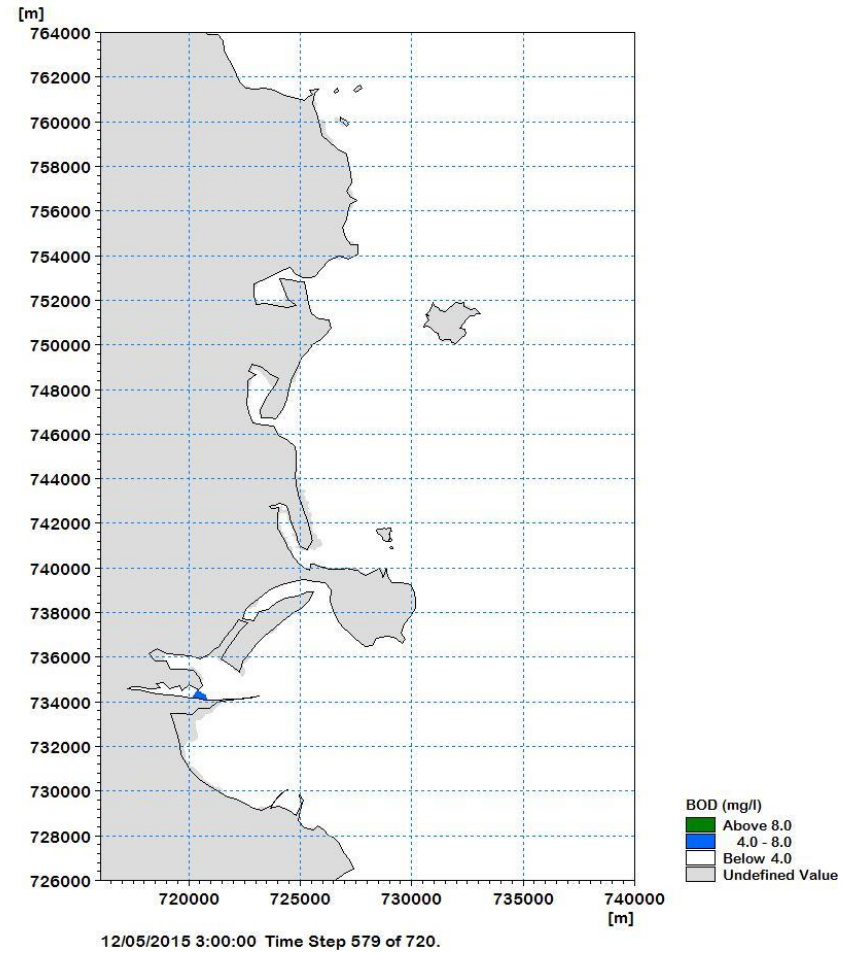 [m]
764000
762000
760000
758000
756000
754000
752000
750000
748000
746000
744000
742000
740000
738000
736000
734000
732000
730000
728000
726000
720000 725000 730000 735000 740000
[m]
BOD (mg/l)
Above 8.0
4.0 - 8.0
Below 4.0
Undefined Value
12/05/2015 3:00:00 Time Step 579 of 720.